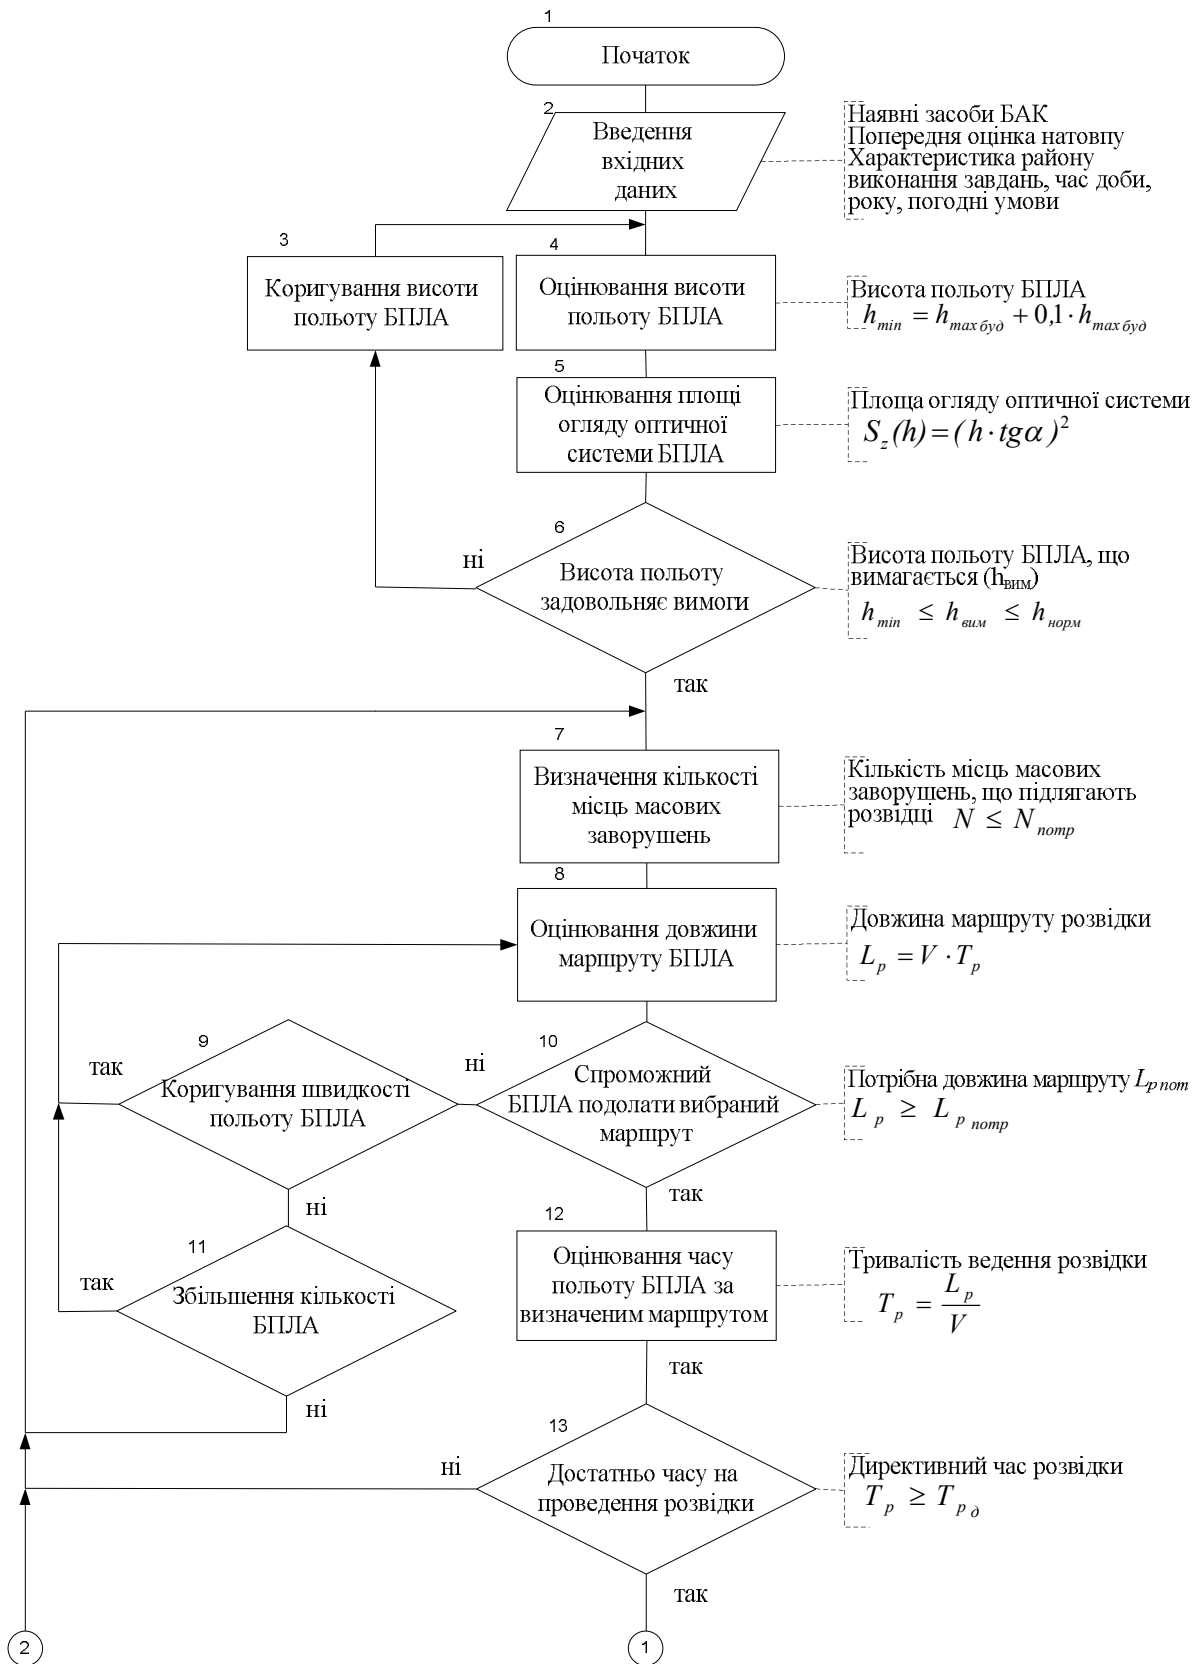 1
Початок
2
Введення
вхідних
даних
Наявні засоби БАК
Попередня оцінка натовпу
Характеристика району
виконання завдань, час доби,
року, погодні умови
3
Коригування висоти
польоту БПЛА
4
Оцінювання висоти
польоту БПЛА
Висота польоту БПЛА
h_min = h_max буд + 0,1 · h_max буд
5
Оцінювання площі
огляду оптичної
системи БПЛА
Площа огляду оптичної системи
S_z(h) = (h · tgα)²
6
ні
Висота польоту
задовольняє вимоги
Висота польоту БПЛА, що
вимагається (h_ВИМ)
h_min ≤ h_вим ≤ h_норм
так
7
Визначення кількості
місць масових
заворушень
Кількість місць масових
заворушень, що підлягають
розвідці N ≤ N_потр
8
Оцінювання довжини
маршруту БПЛА
Довжина маршруту розвідки
L_p = V · T_p
9
так
Коригування швидкості
польоту БПЛА
ні
10
ні
Спроможний
БПЛА подолати вибраний
маршрут
Потрібна довжина маршруту L_p пот
L_p ≥ L_p потр
так
11
так
Збільшення кількості
БПЛА
ні
12
Оцінювання часу
польоту БПЛА за
визначеним маршрутом
Тривалість ведення розвідки
T_p = L_p / V
так
13
ні
Достатньо часу на
проведення розвідки
Директивний час розвідки
T_p ≥ T_p д
так
2
1